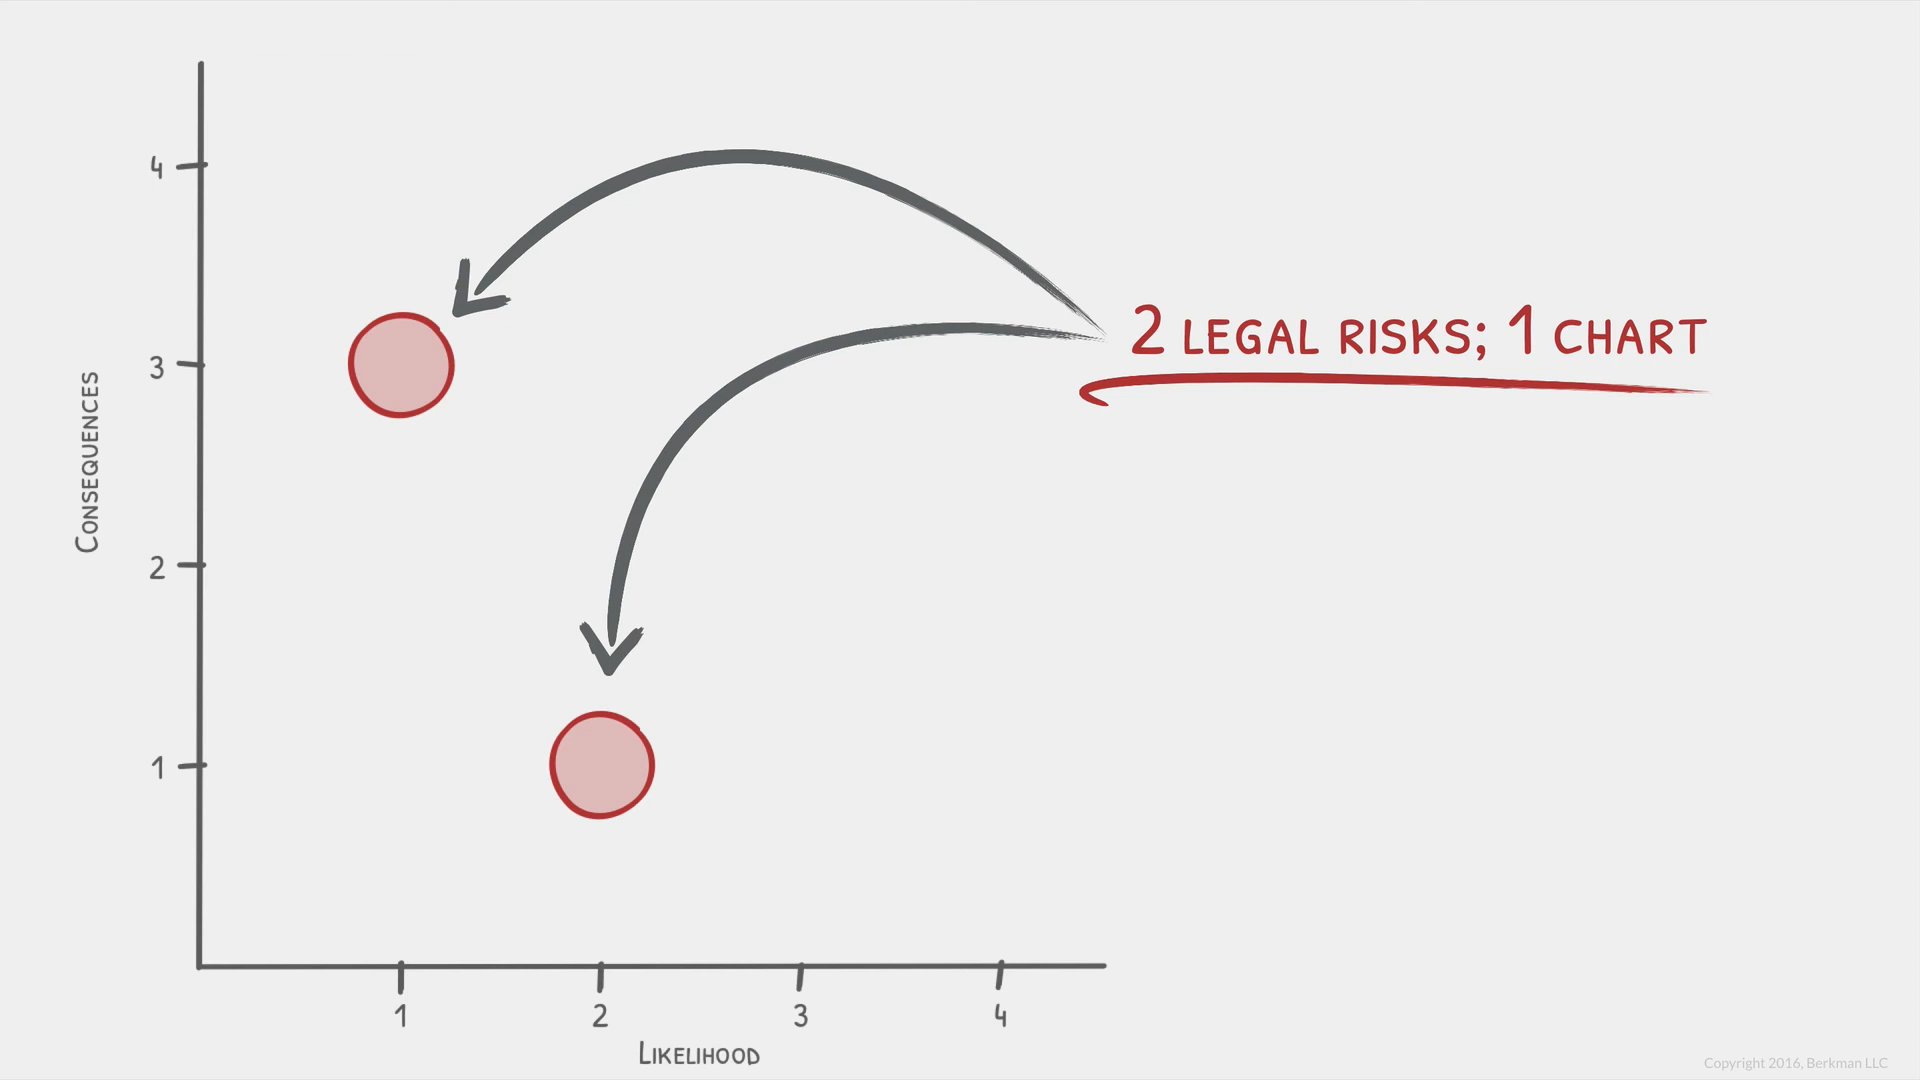 4
3
2
1
Consequences
2 LEGAL RISKS; 1 CHART
1 2 3 4
Likelihood
Copyright 2016, Berkman LLC